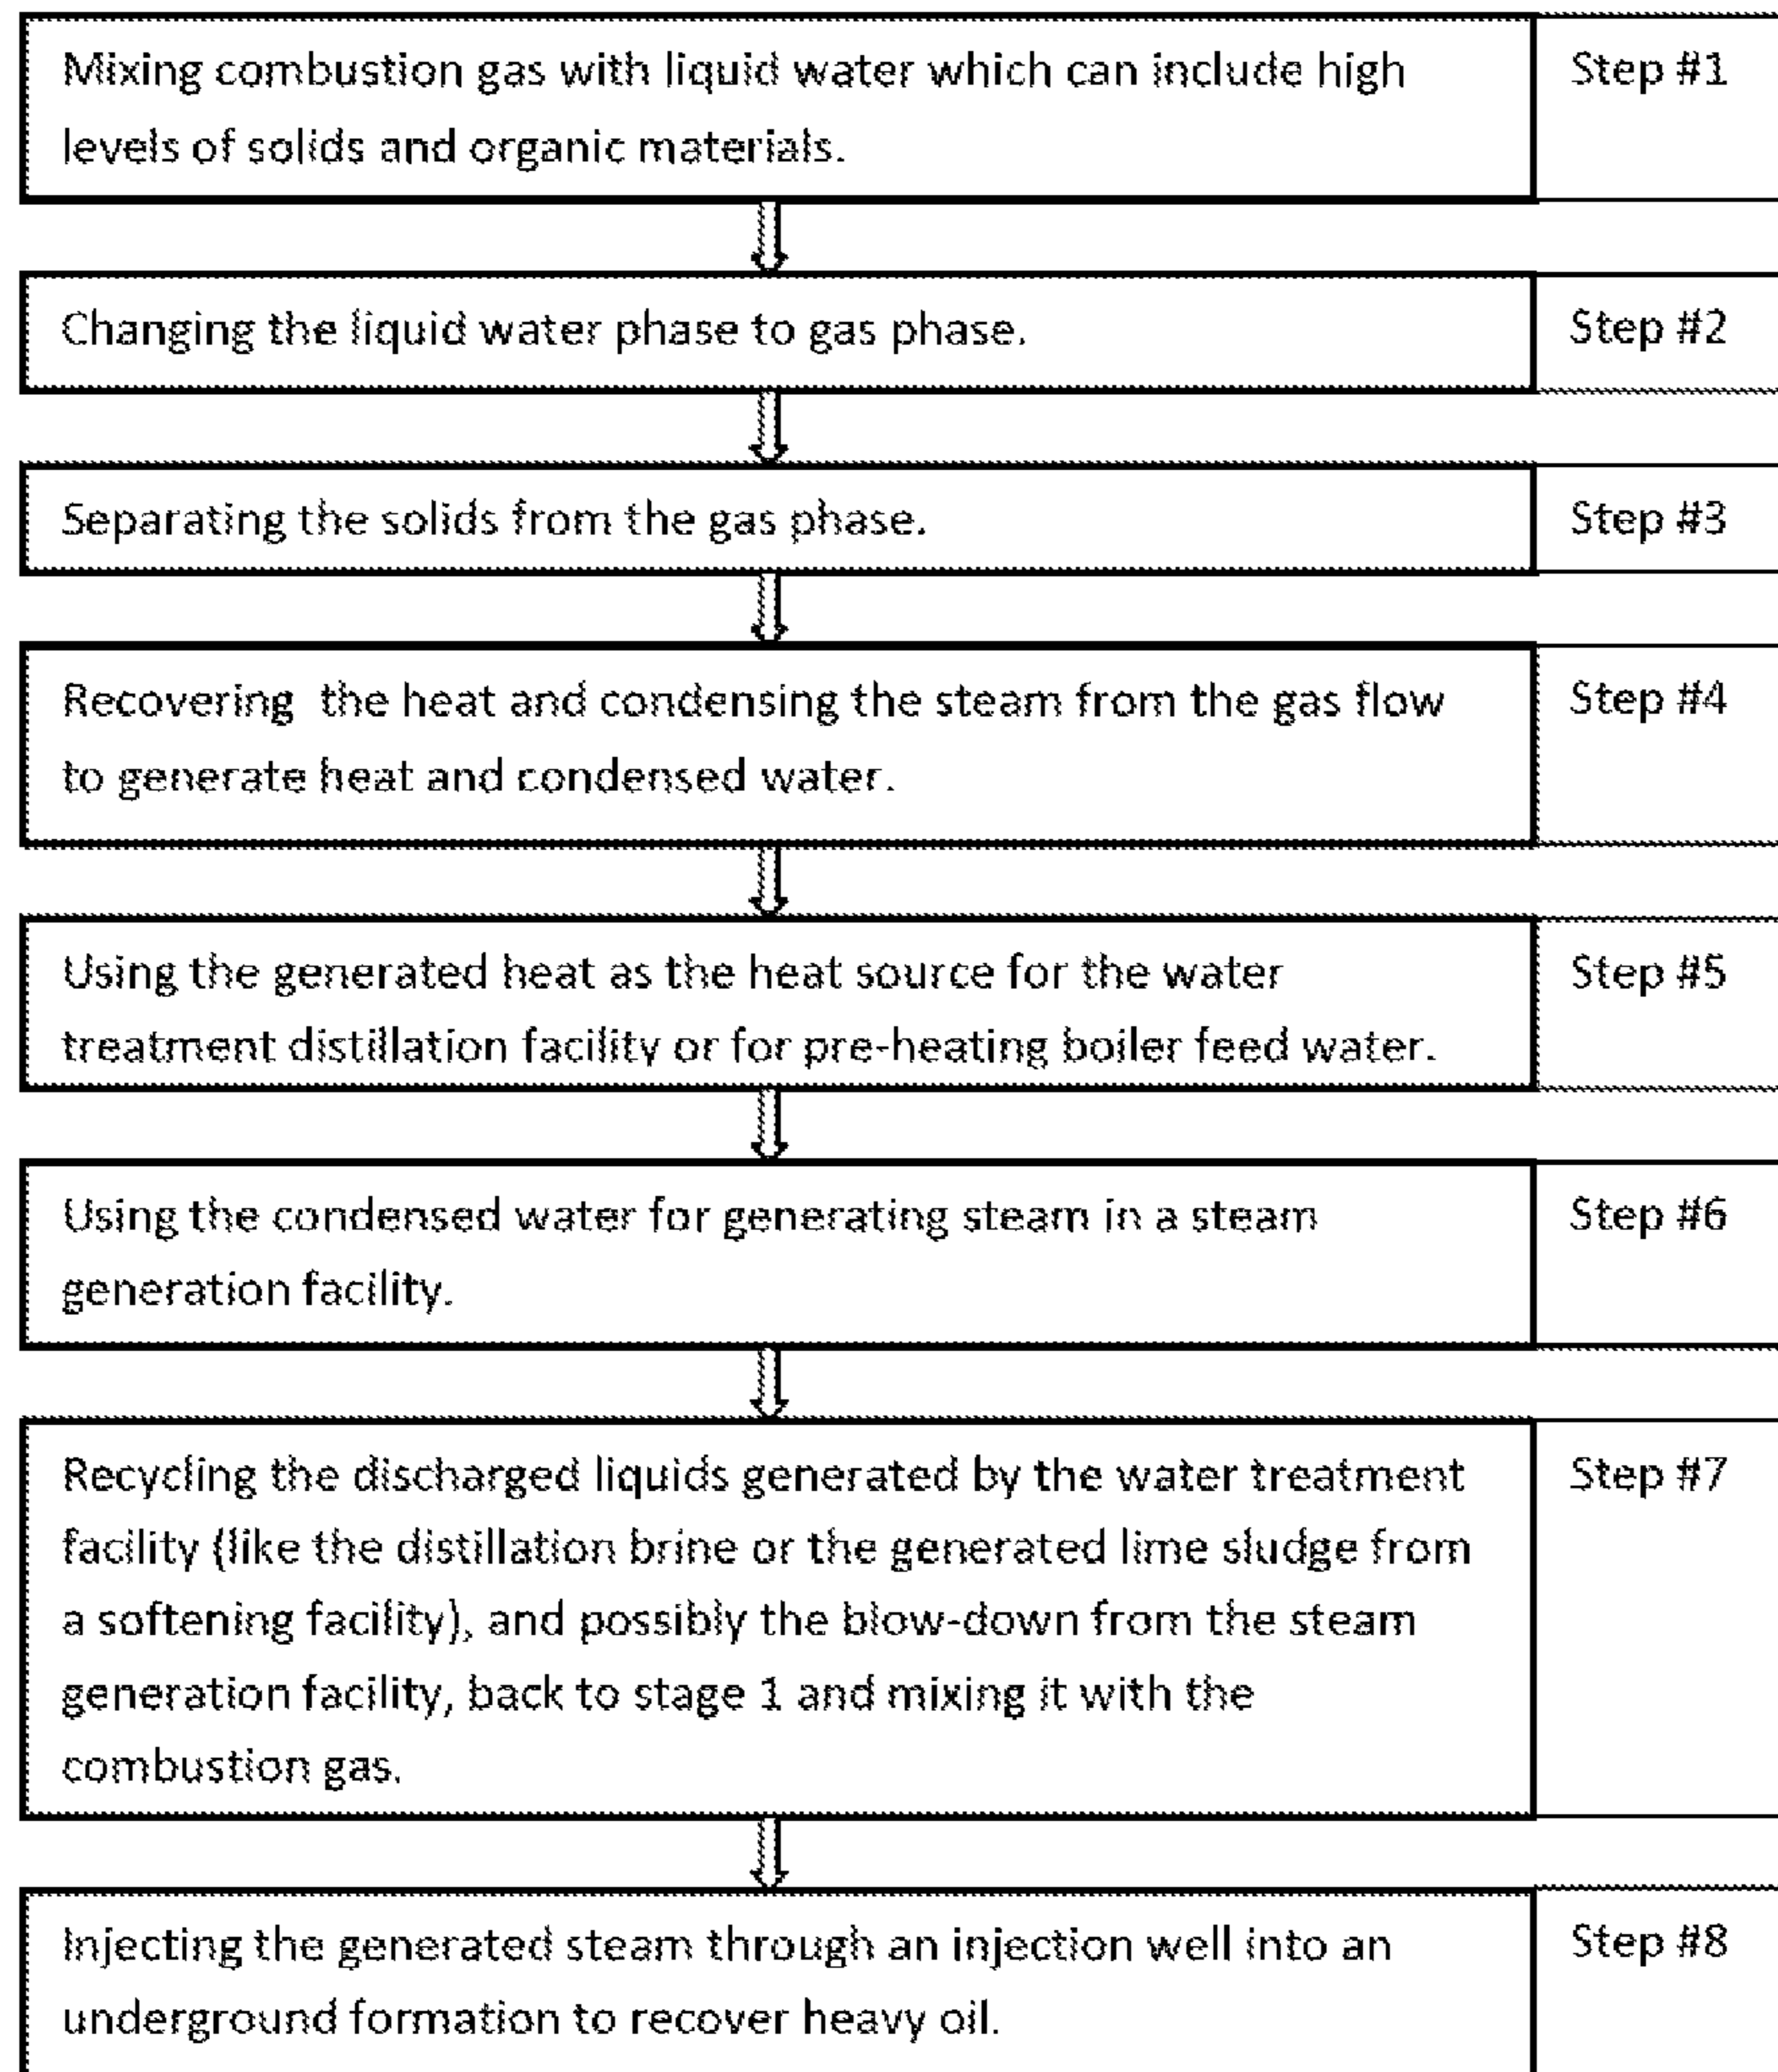 Mixing combustion gas with liquid water which can include high Step #1
levels of solids and organic materials.
Changing the liquid water phase to gas phase. Step #2
Separating the solids from the gas phase. Step #3
Recovering the heat and condensing the steam from the gas flow Step #4
to generate heat and condensed water.
Using the generated heat as the heat source for the water Step #5
treatment distillation facility or for pre-heating boiler feed water.
Using the condensed water for generating steam in a steam Step #6
generation facility.
Recycling the discharged liquids generated by the water treatment Step #7
facility (like the distillation brine or the generated lime sludge from
a softening facility), and possibly the blow-down from the steam
generation facility, back to stage 1 and mixing it with the
combustion gas.
Injecting the generated steam through an injection well into an Step #8
underground formation to recover heavy oil.